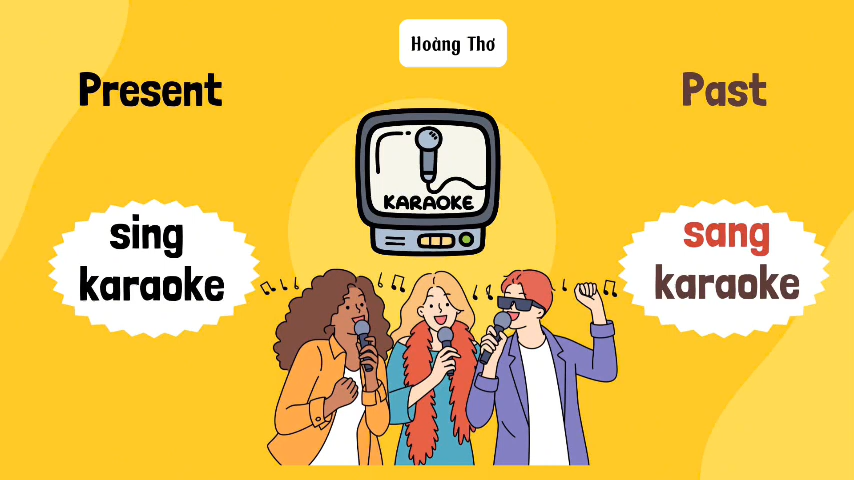 Hoàng Thơ
Present
Past
KARAOKE
sing
karaoke
sang
karaoke